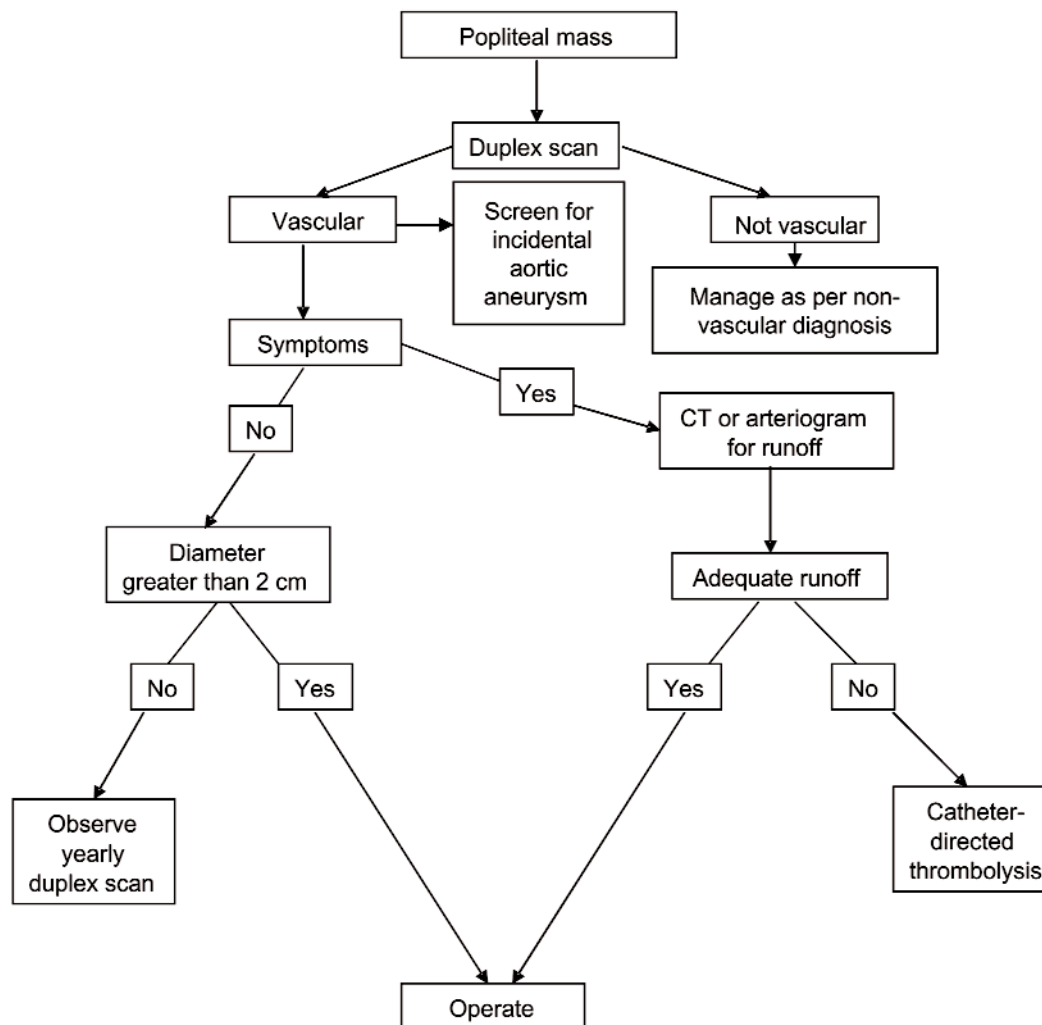 Popliteal mass
Duplex scan
Vascular
Screen for
incidental
aortic
aneurysm
Not vascular
Manage as per non-
vascular diagnosis
Symptoms
Yes
No
CT or arteriogram
for runoff
Diameter
greater than 2 cm
Adequate runoff
No
Yes
Yes
No
Observe
yearly
duplex scan
Catheter-
directed
thrombolysis
Operate